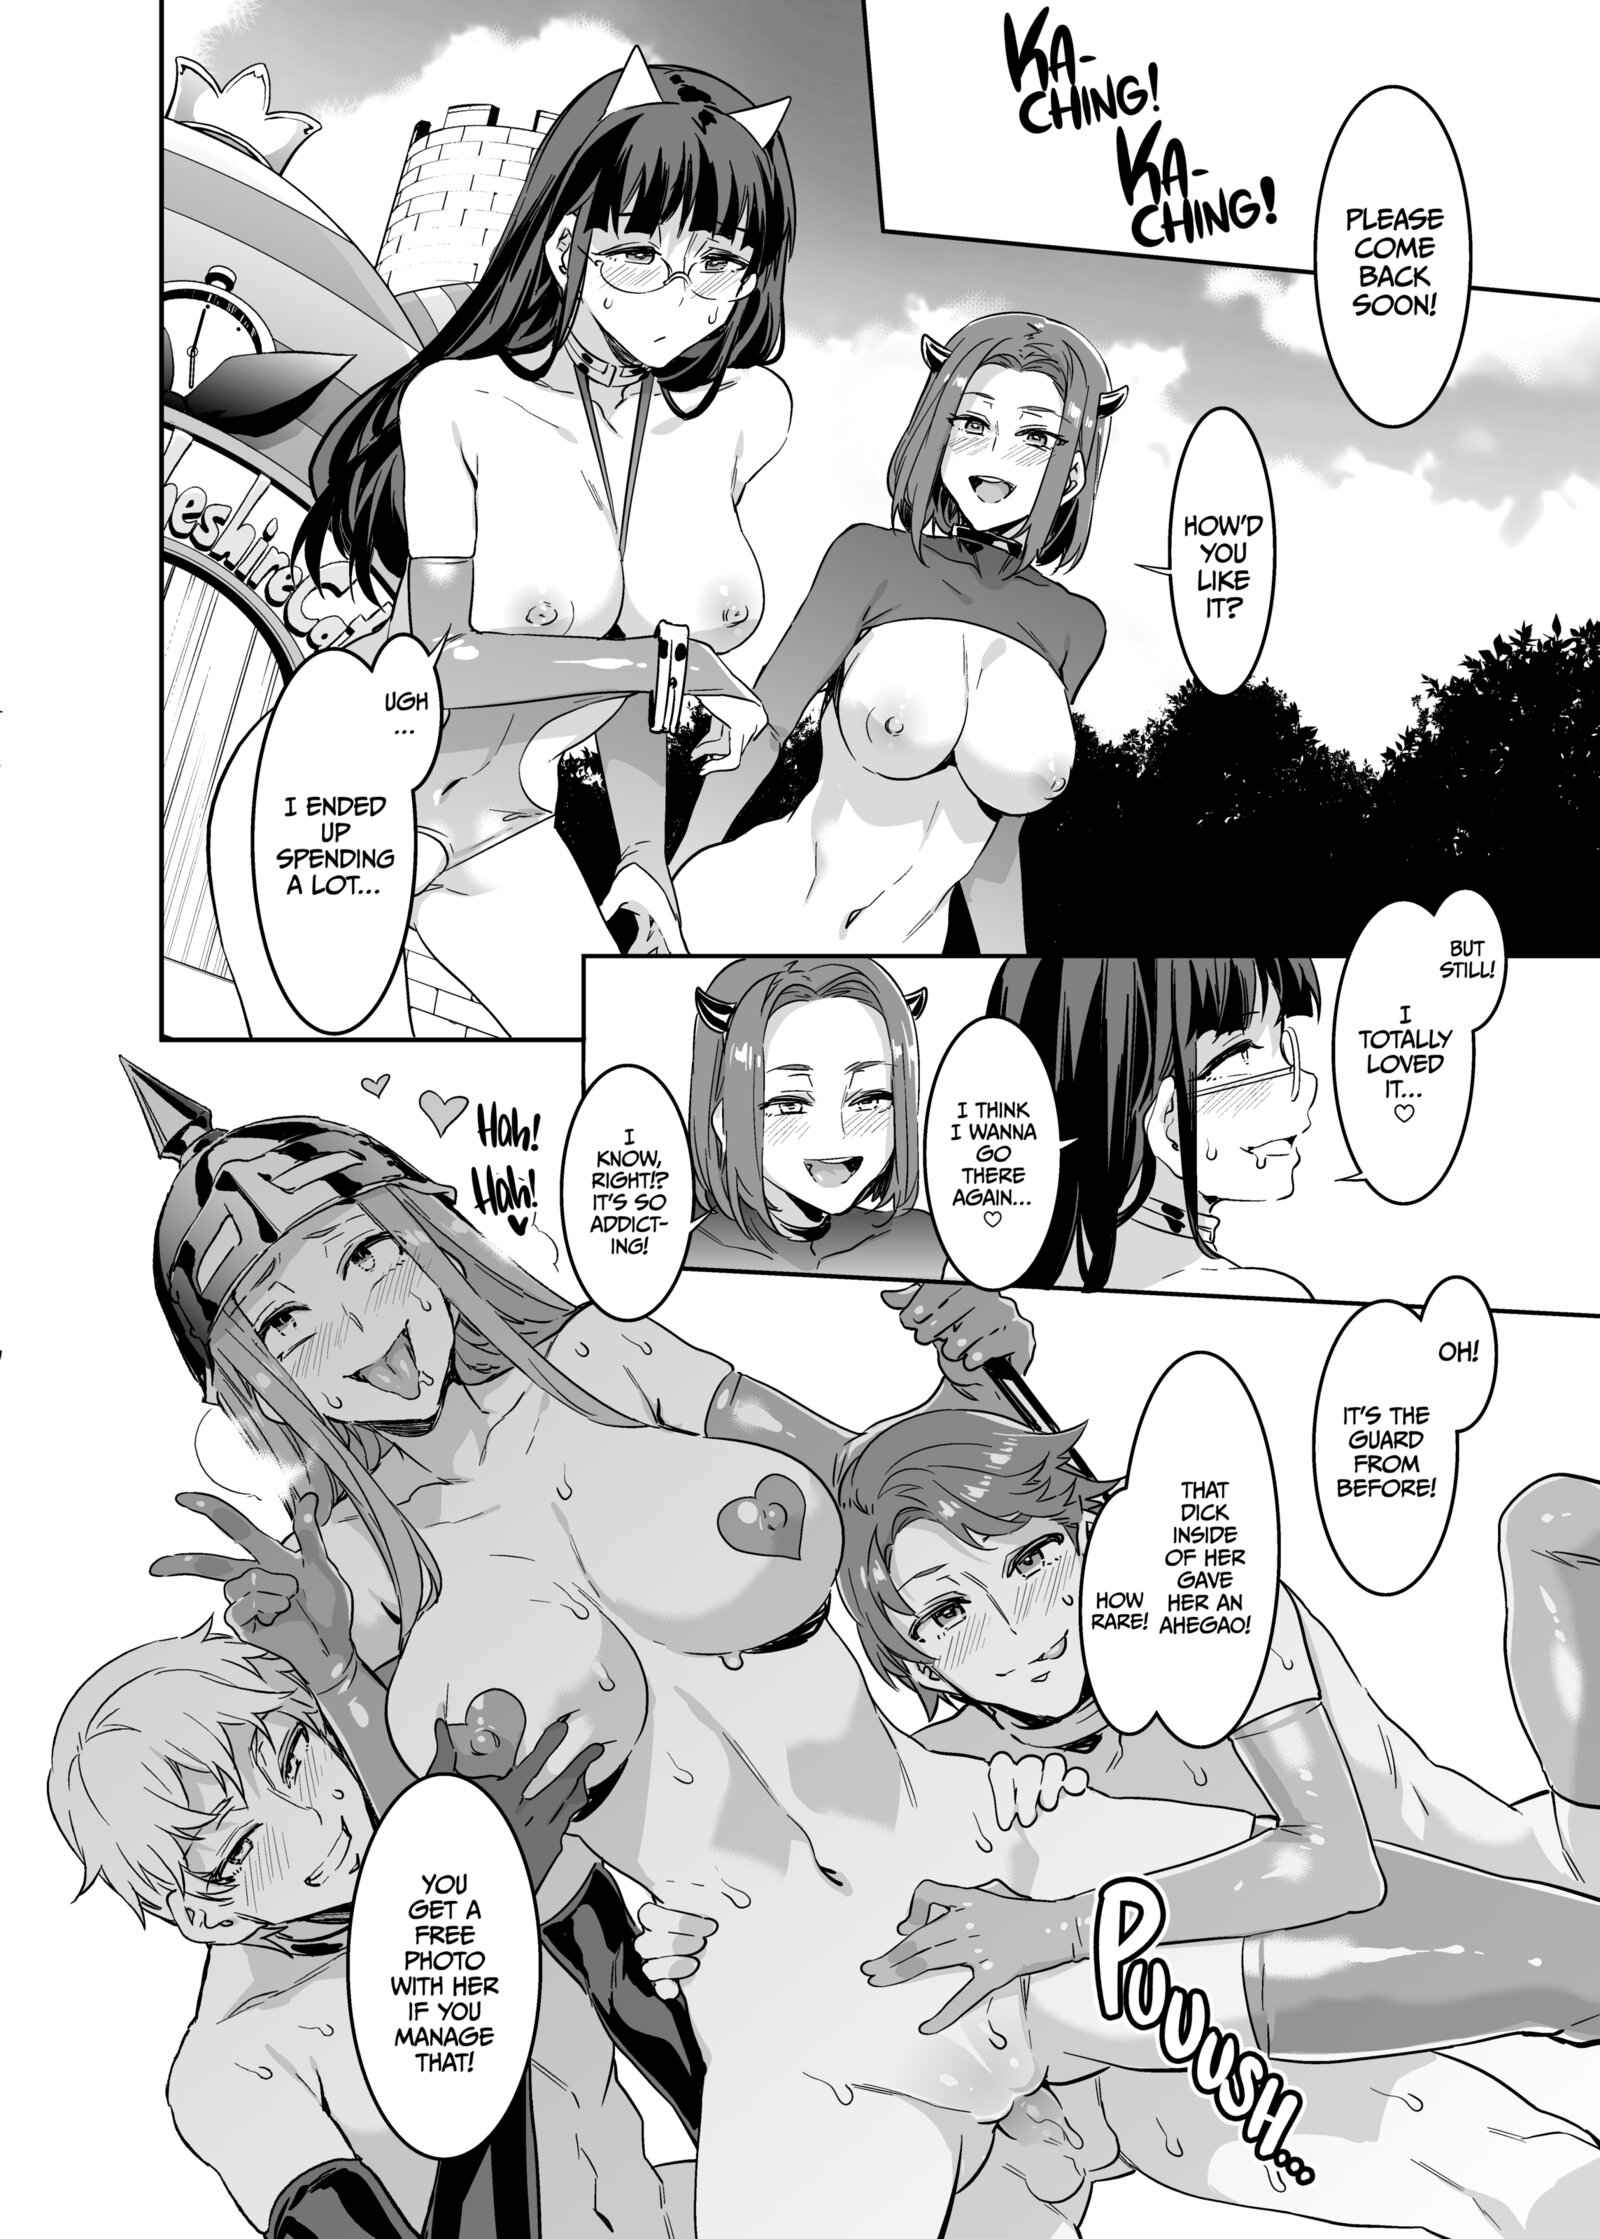 KA-
CHING!
KA-
CHING!
PLEASE
COME
BACK
SOON!
HOW'D
YOU
LIKE
IT?
UGH
...
I ENDED
UP
SPENDING
A LOT...
heshire
Cat
BUT
STILL!
I
TOTALLY
LOVED
IT...
♡
I THINK
I WANNA
GO
THERE
AGAIN...
♡
I
KNOW,
RIGHT!?
IT'S SO
ADDICT-
ING!
Hah!
Hah!
♥
OH!
IT'S THE
GUARD
FROM
BEFORE!
THAT
DICK
INSIDE
OF HER
GAVE
HER AN
AHEGAO!
HOW
RARE!
YOU
GET A
FREE
PHOTO
WITH HER
IF YOU
MANAGE
THAT!
PUUUSH...